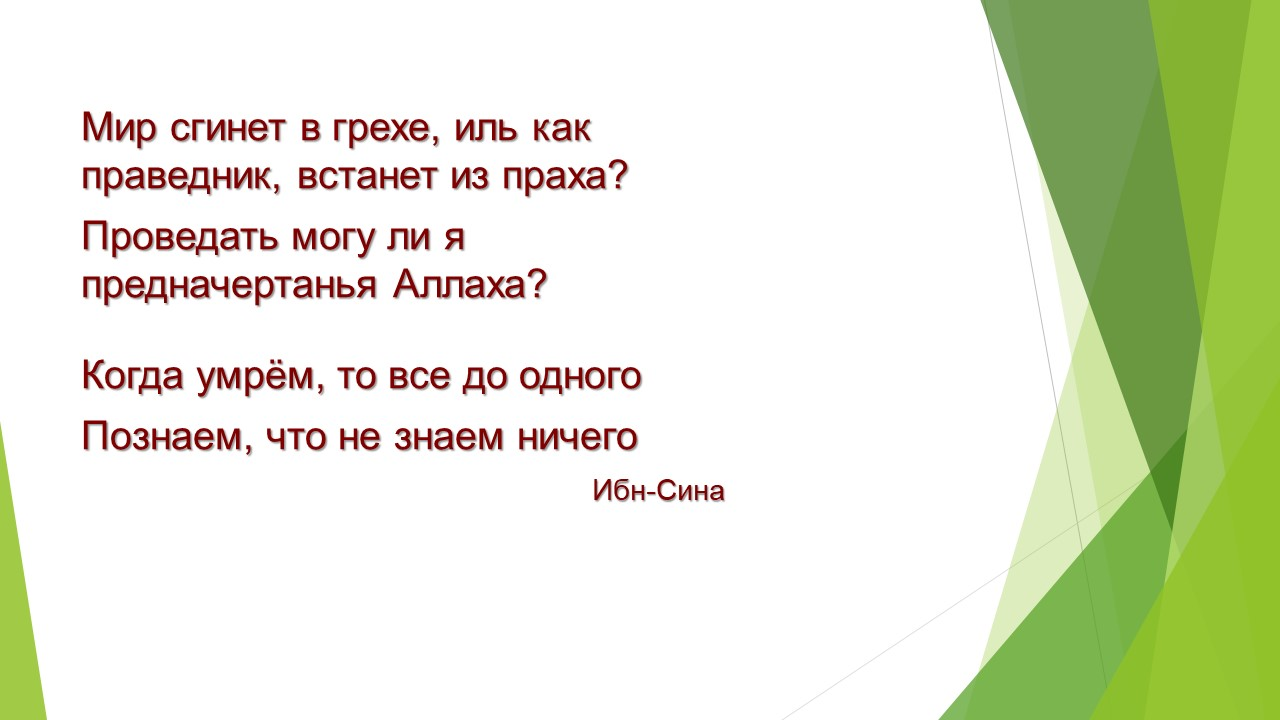 Мир сгинет в грехе, иль как
праведник, встанет из праха?
Проведать могу ли я
предначертанья Аллаха?
Когда умрём, то все до одного
Познаем, что не знаем ничего
Ибн-Сина